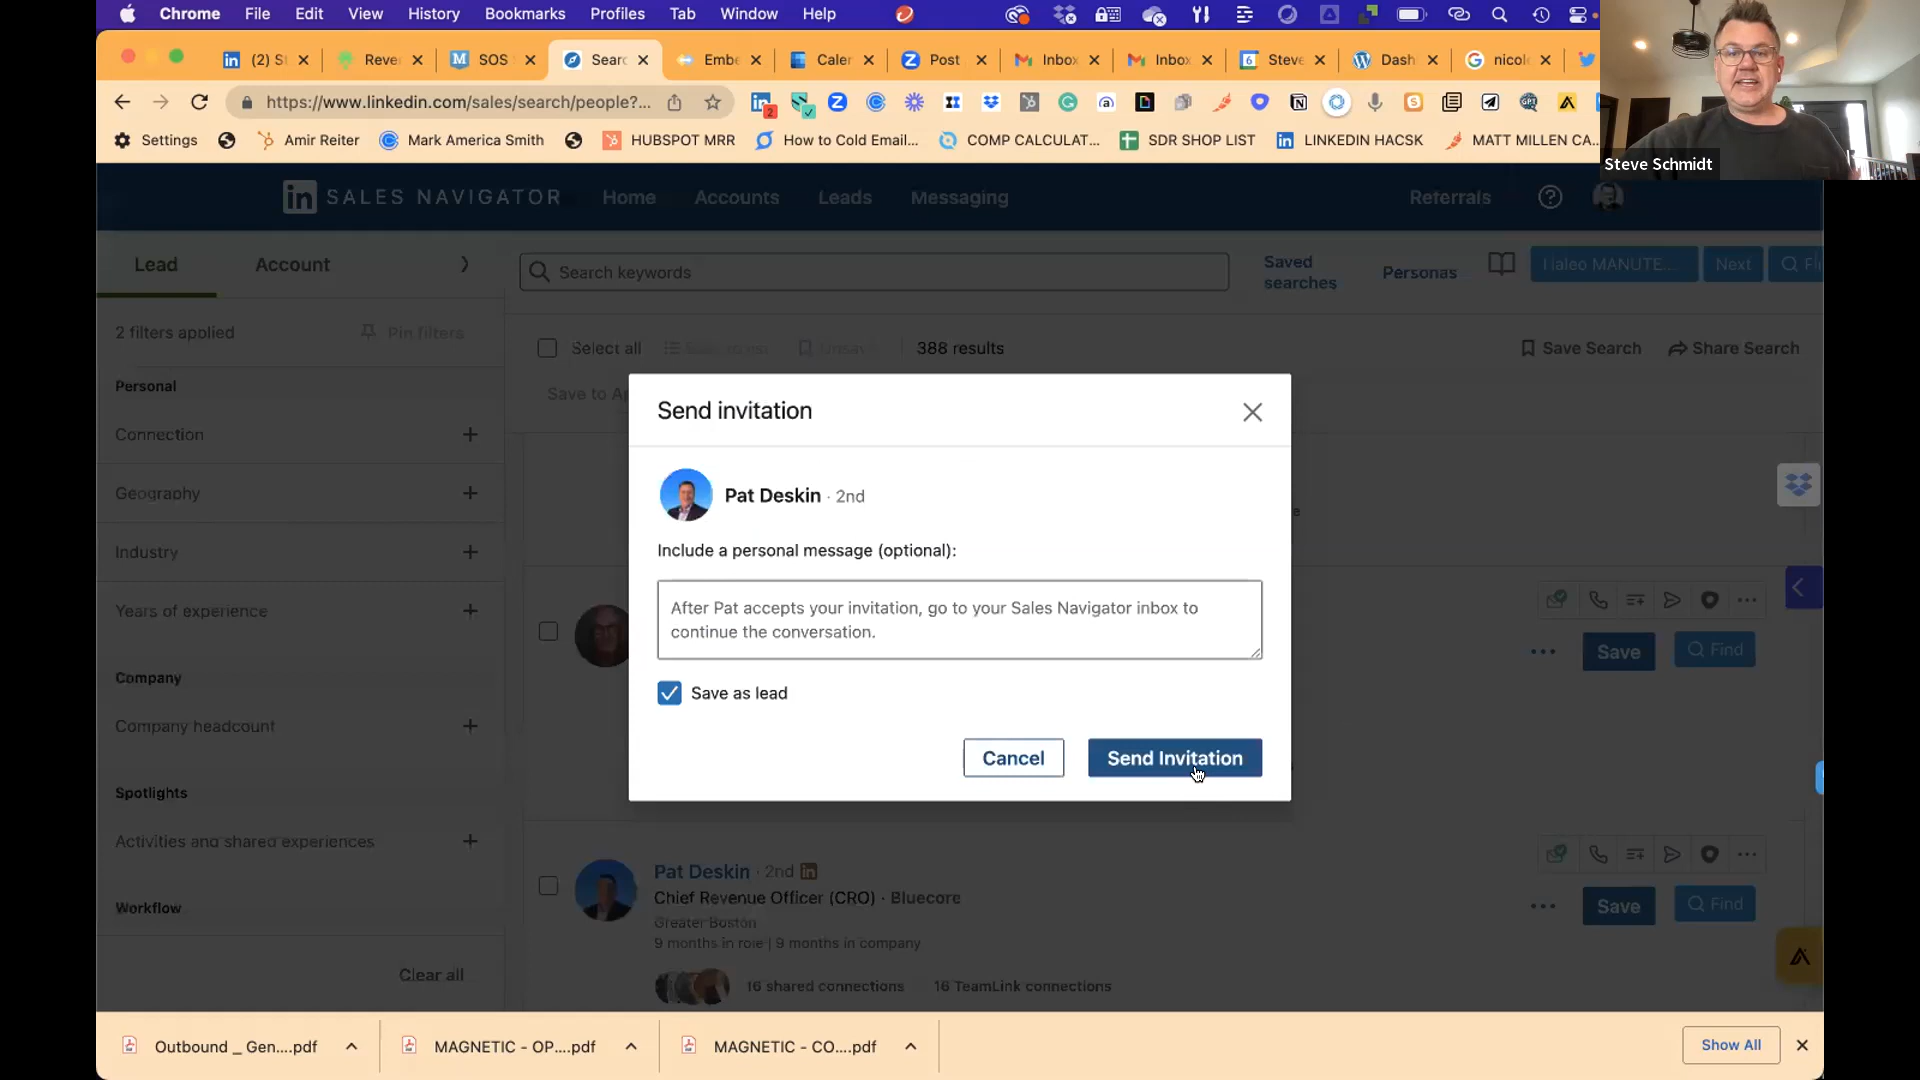 Chrome File Edit View History Bookmarks Profiles Tab Window Help
(2) S Reve SOS Sear Embe Caler Post Inbox Inbox Steve Dash nicol
https://www.linkedin.com/sales/search/people?...
Settings Amir Reiter Mark America Smith HUBSPOT MRR How to Cold Email... COMP CALCULAT... SDR SHOP LIST LINKEDIN HACSK MATT MILLEN CA...
Steve Schmidt
in SALES NAVIGATOR Home Accounts Leads Messaging Referrals
Lead Account
Search keywords
Saved searches
Personas
Next
2 filters applied Pin filters
Select all
388 results
Save Search Share Search
Personal
Connection
Geography
Industry
Years of experience
Company
Company headcount
Spotlights
Activities and shared experiences
Workflow
Clear all
Send invitation
Pat Deskin · 2nd
Include a personal message (optional):
After Pat accepts your invitation, go to your Sales Navigator inbox to
continue the conversation.
Save as lead
Cancel Send Invitation
Save Find
Pat Deskin · 2nd
Chief Revenue Officer (CRO) · Bluecore
Greater Boston
9 months in role | 9 months in company
16 shared connections 16 TeamLink connections
Save Find
Outbound _ Gen....pdf MAGNETIC - OP....pdf MAGNETIC - CO....pdf Show All